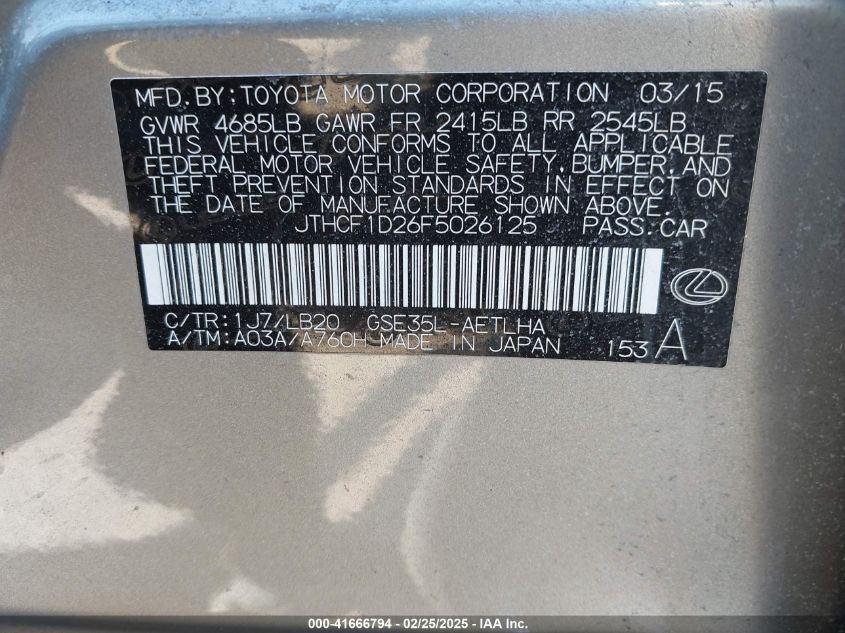 MFD.BY:TOYOTA MOTOR CORPORATION 03/15
GVWR 4685LB GAWR FR 2415LB RR 2545LB
THIS VEHICLE CONFORMS TO ALL APPLICABLE
FEDERAL MOTOR VEHICLE SAFETY,BUMPER,AND
THEFT PREVENTION STANDARDS IN EFFECT ON
THE DATE OF MANUFACTURE SHOWN ABOVE.
JTHCF1D26F5026125 PASS.CAR
C/TR:1J7/LB20 GSE35L-AETLHA
A/TM:A03A/A760H MADE IN JAPAN 153 A
000-41666794 / 02/25/2025 / IAA Inc.